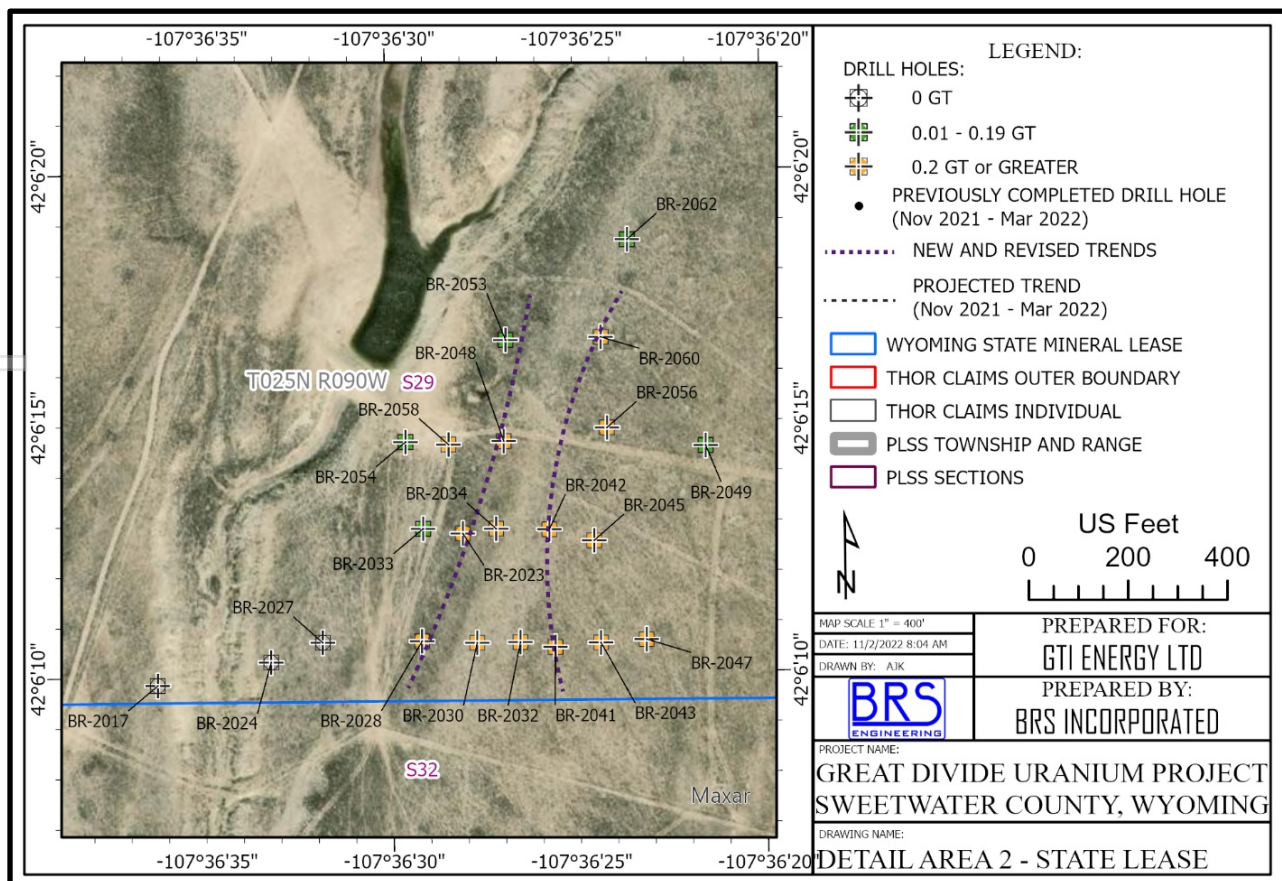 -107°36'35" -107°36'30" -107°36'25" -107°36'20"
42°6'20"
42°6'15"
42°6'10"
42°6'20"
42°6'15"
42°6'10"
BR-2062
BR-2053
BR-2048
BR-2060
T025N R090W S29
BR-2056
BR-2058
BR-2054
BR-2042
BR-2049
BR-2034
BR-2045
BR-2033
BR-2023
BR-2027
BR-2047
BR-2017
BR-2024
BR-2028
BR-2030
BR-2032
BR-2041
BR-2043
S32
Maxar
-107°36'35" -107°36'30" -107°36'25" -107°36'20"
LEGEND:
DRILL HOLES:
0 GT
0.01 - 0.19 GT
0.2 GT or GREATER
PREVIOUSLY COMPLETED DRILL HOLE
(Nov 2021 - Mar 2022)
NEW AND REVISED TRENDS
PROJECTED TREND
(Nov 2021 - Mar 2022)
WYOMING STATE MINERAL LEASE
THOR CLAIMS OUTER BOUNDARY
THOR CLAIMS INDIVIDUAL
PLSS TOWNSHIP AND RANGE
PLSS SECTIONS
N
US Feet
0 200 400
MAP SCALE 1" = 400'
DATE: 11/2/2022 8:04 AM
DRAWN BY: AJK
PREPARED FOR:
GTI ENERGY LTD
BRS
ENGINEERING
PREPARED BY:
BRS INCORPORATED
PROJECT NAME:
GREAT DIVIDE URANIUM PROJECT
SWEETWATER COUNTY, WYOMING
DRAWING NAME:
DETAIL AREA 2 - STATE LEASE